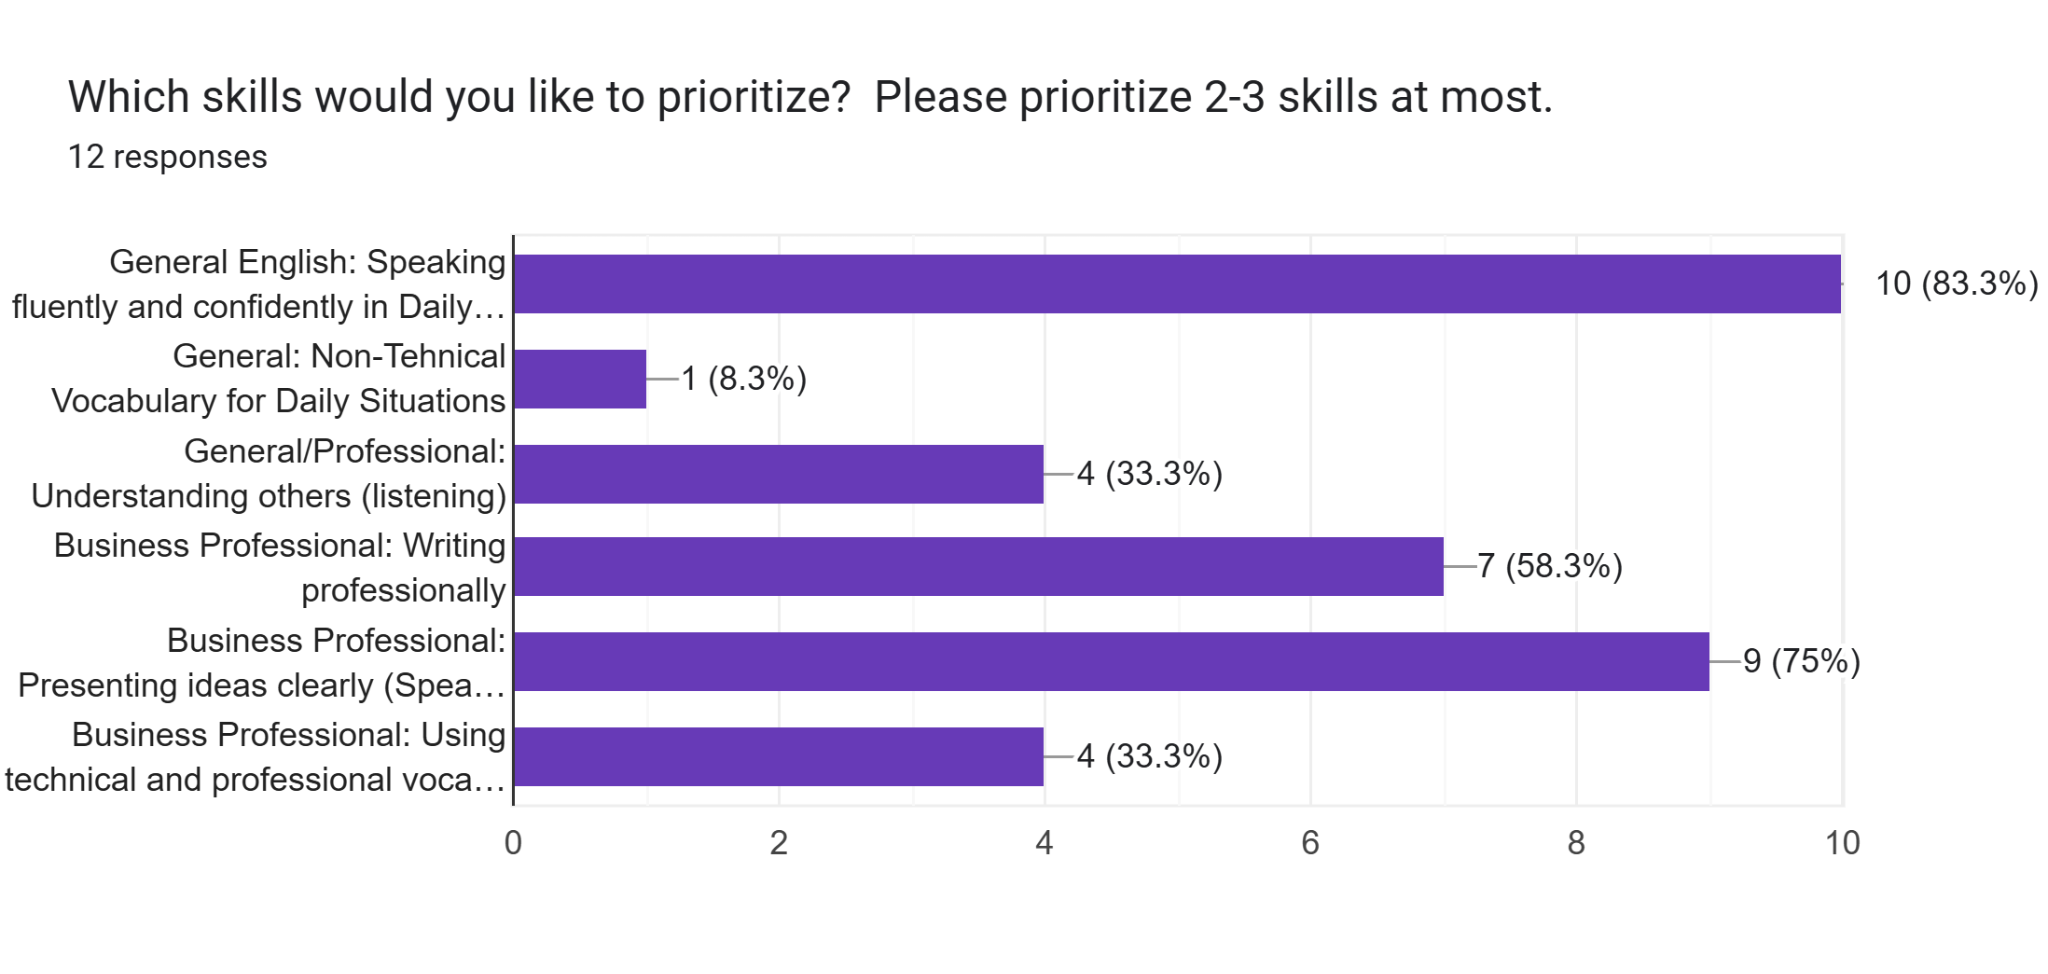 Which skills would you like to prioritize?  Please prioritize 2-3 skills at most.
12 responses
General English: Speaking
fluently and confidently in Daily…
10 (83.3%)
General: Non-Tehnical
Vocabulary for Daily Situations
1 (8.3%)
General/Professional:
Understanding others (listening)
4 (33.3%)
Business Professional: Writing
professionally
7 (58.3%)
Business Professional:
Presenting ideas clearly (Spea…
9 (75%)
Business Professional: Using
technical and professional voca…
4 (33.3%)
0 2 4 6 8 10